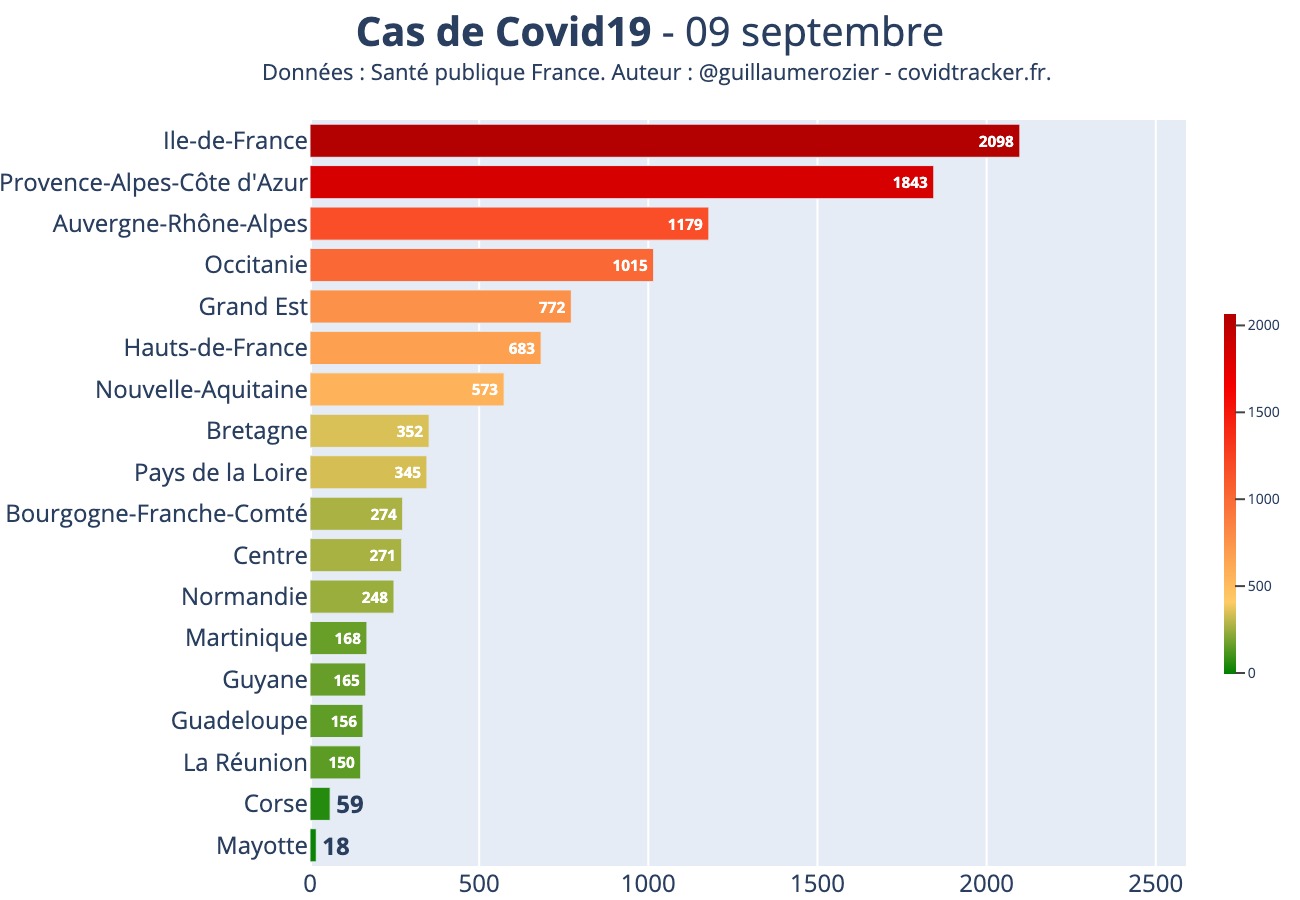 Cas de Covid19 - 09 septembre
Données : Santé publique France. Auteur : @guillaumerozier - covidtracker.fr.
Ile-de-France 2098
Provence-Alpes-Côte d'Azur 1843
Auvergne-Rhône-Alpes 1179
Occitanie 1015
Grand Est 772
Hauts-de-France 683
Nouvelle-Aquitaine 573
Bretagne 352
Pays de la Loire 345
Bourgogne-Franche-Comté 274
Centre 271
Normandie 248
Martinique 168
Guyane 165
Guadeloupe 156
La Réunion 150
Corse 59
Mayotte 18
0 500 1000 1500 2000 2500
2000
1500
1000
500
0